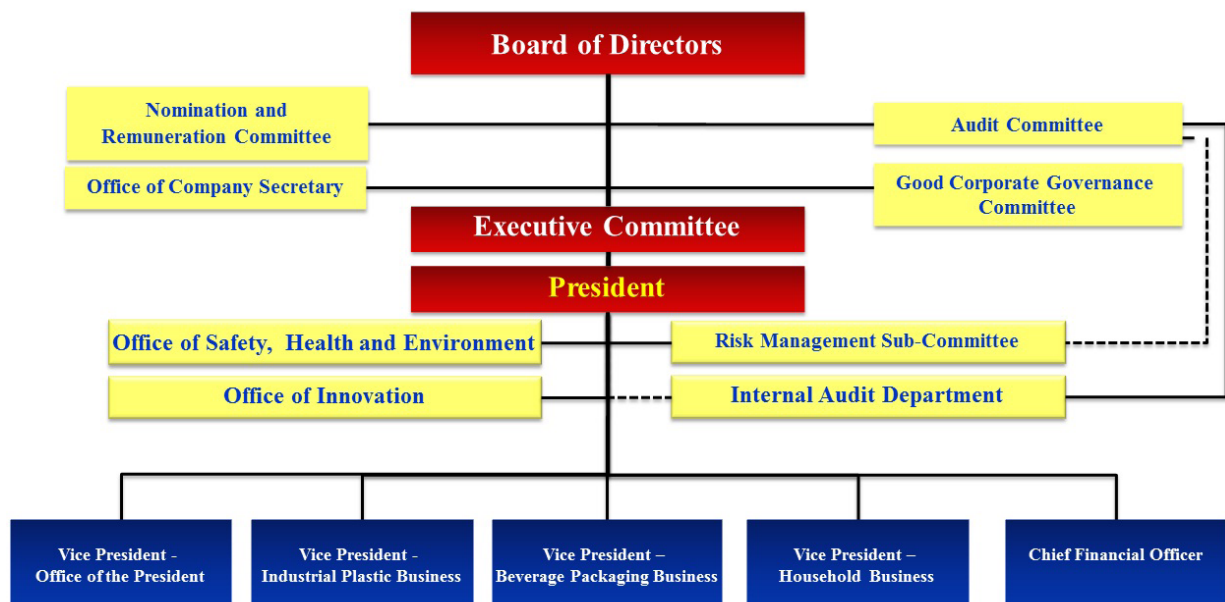 Board of Directors
Nomination and
Remuneration Committee
Audit Committee
Office of Company Secretary
Good Corporate Governance
Committee
Executive Committee
President
Office of Safety, Health and Environment
Risk Management Sub-Committee
Office of Innovation
Internal Audit Department
Vice President -
Office of the President
Vice President -
Industrial Plastic Business
Vice President –
Beverage Packaging Business
Vice President –
Household Business
Chief Financial Officer